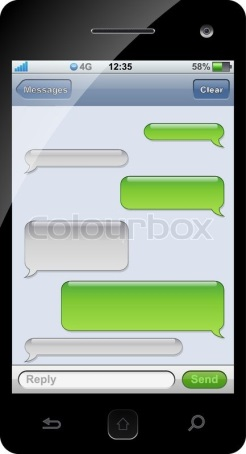 4G 12:35 58%
Messages Clear
colourbox
Reply Send